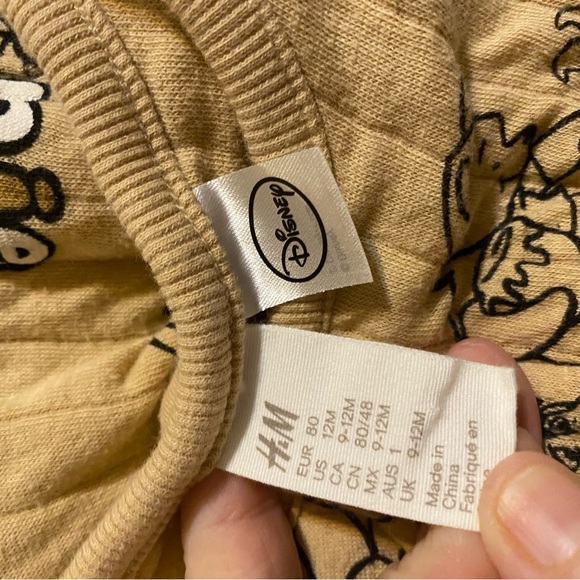 DISNEY
© Disney
H&M
EUR 80
US 12M
CA 9-12M
CN 80/48
MX 9-12M
AUS 1
UK 9-12M
Made in
China
Fabriqué en